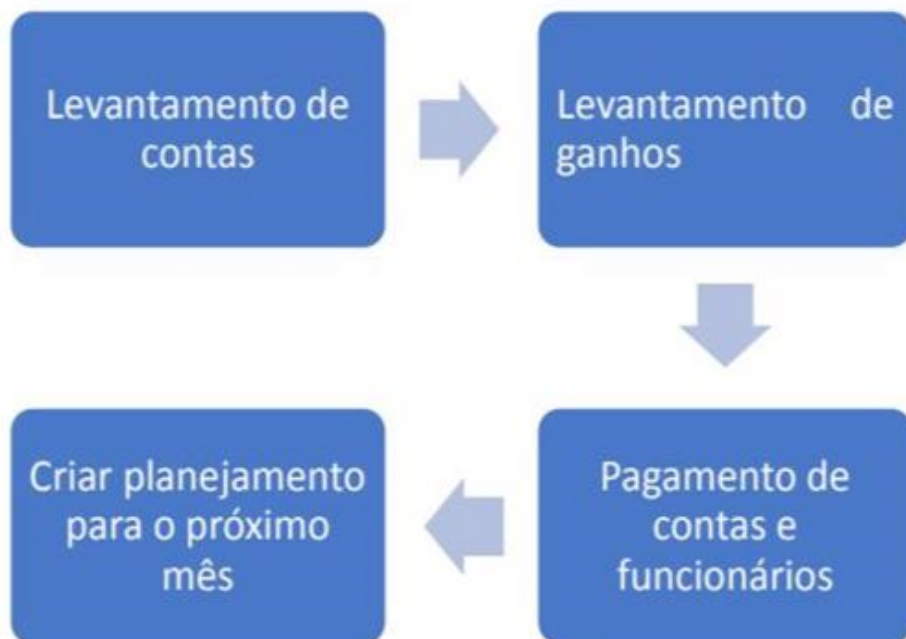 Levantamento de
contas
Levantamento de
ganhos
Pagamento de
contas e
funcionários
Criar planejamento
para o próximo
mês